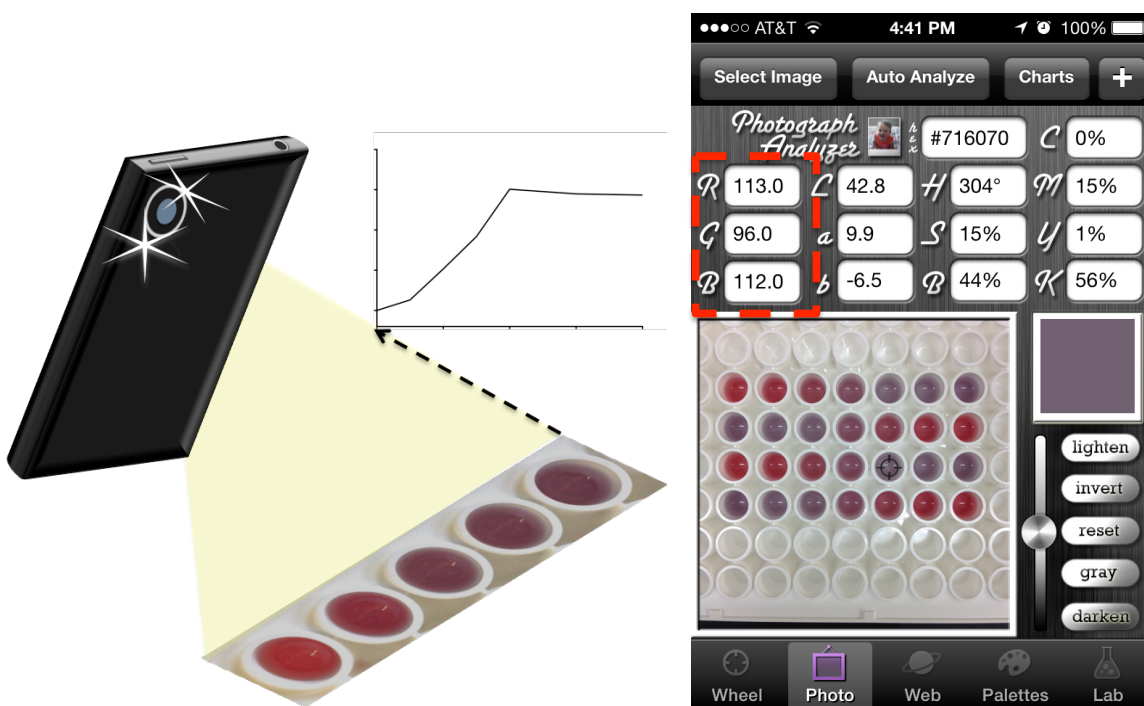 ●●●○○ AT&T 4:41 PM 100%
Select Image Auto Analyze Charts +
Photograph
Analyzer
hex #716070 C 0%
R 113.0 L 42.8 H 304° M 15%
G 96.0 a 9.9 S 15% Y 1%
B 112.0 b -6.5 B 44% K 56%
lighten
invert
reset
gray
darken
Wheel Photo Web Palettes Lab